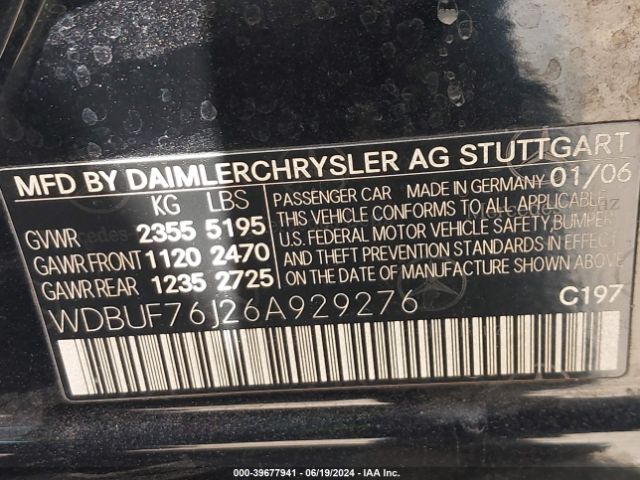 MFD BY DAIMLERCHRYSLER AG STUTTGART
KG LBS
GVWR 2355 5195
GAWR FRONT 1120 2470
GAWR REAR 1235 2725
PASSENGER CAR MADE IN GERMANY 01/06
THIS VEHICLE CONFORMS TO ALL APPLICABLE
U.S. FEDERAL MOTOR VEHICLE SAFETY, BUMPER
AND THEFT PREVENTION STANDARDS IN EFFECT
ON THE DATE OF MANUFACTURE SHOWN ABOVE.
WDBUF76J26A929276 C197
000-39677941 - 06/19/2024 - IAA Inc.